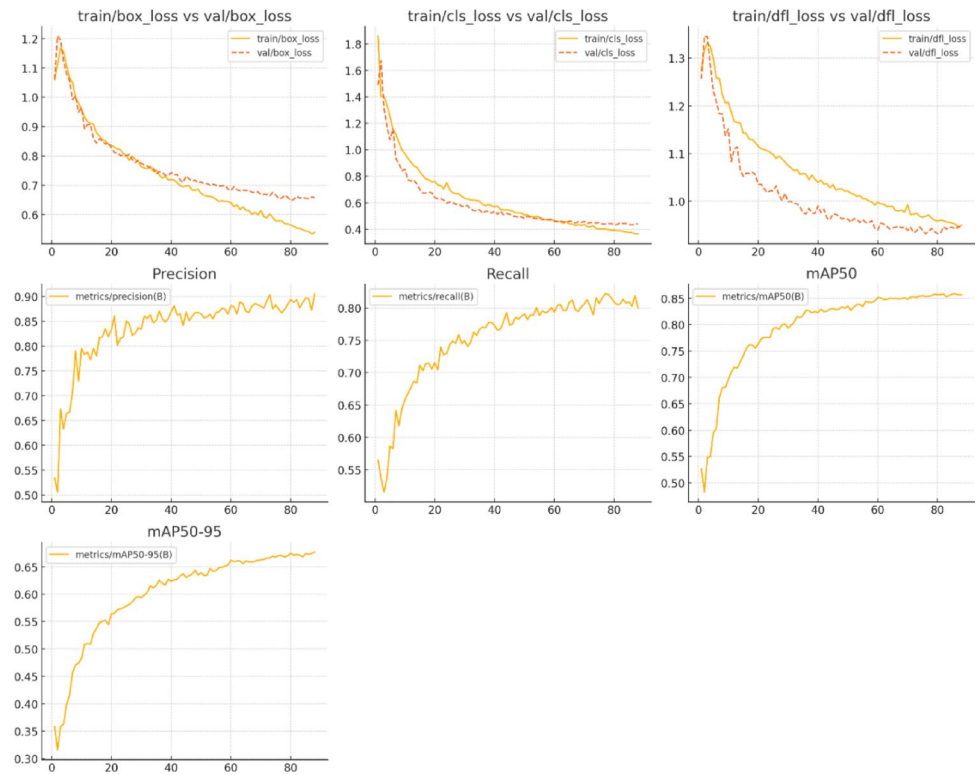 train/box_loss vs val/box_loss
train/box_loss
val/box_loss
1.2
1.1
1.0
0.9
0.8
0.7
0.6
0 20 40 60 80
train/cls_loss vs val/cls_loss
train/cls_loss
val/cls_loss
1.8
1.6
1.4
1.2
1.0
0.8
0.6
0.4
0 20 40 60 80
train/dfl_loss vs val/dfl_loss
train/dfl_loss
val/dfl_loss
1.3
1.2
1.1
1.0
0 20 40 60 80
Precision
metrics/precision(B)
0.90
0.85
0.80
0.75
0.70
0.65
0.60
0.55
0.50
0 20 40 60 80
Recall
metrics/recall(B)
0.80
0.75
0.70
0.65
0.60
0.55
0 20 40 60 80
mAP50
metrics/mAP50(B)
0.85
0.80
0.75
0.70
0.65
0.60
0.55
0.50
0 20 40 60 80
mAP50-95
metrics/mAP50-95(B)
0.65
0.60
0.55
0.50
0.45
0.40
0.35
0.30
0 20 40 60 80